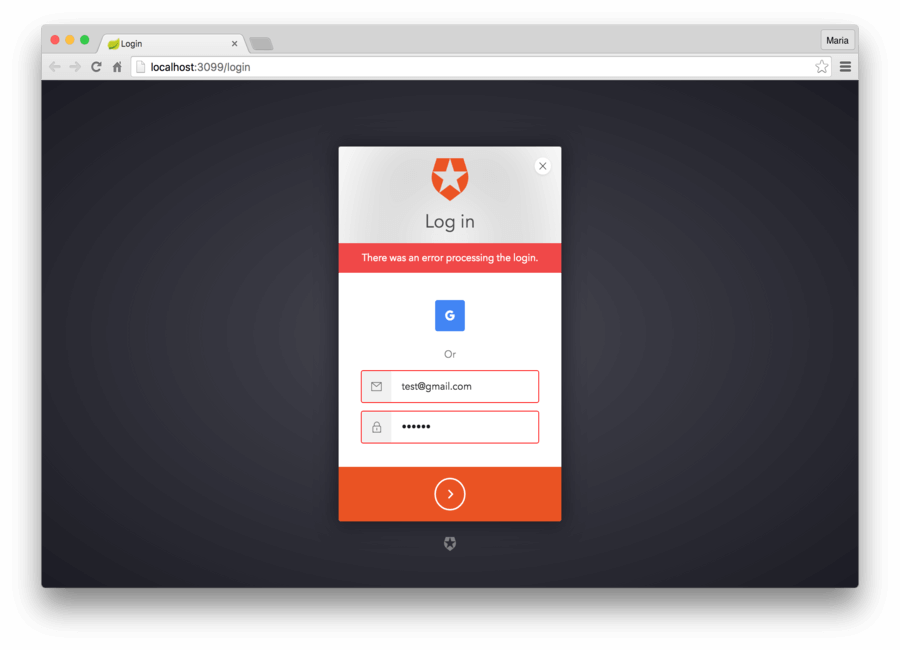 Login
Maria
localhost:3099/login
Log in
There was an error processing the login.
G
Or
test@gmail.com
••••••